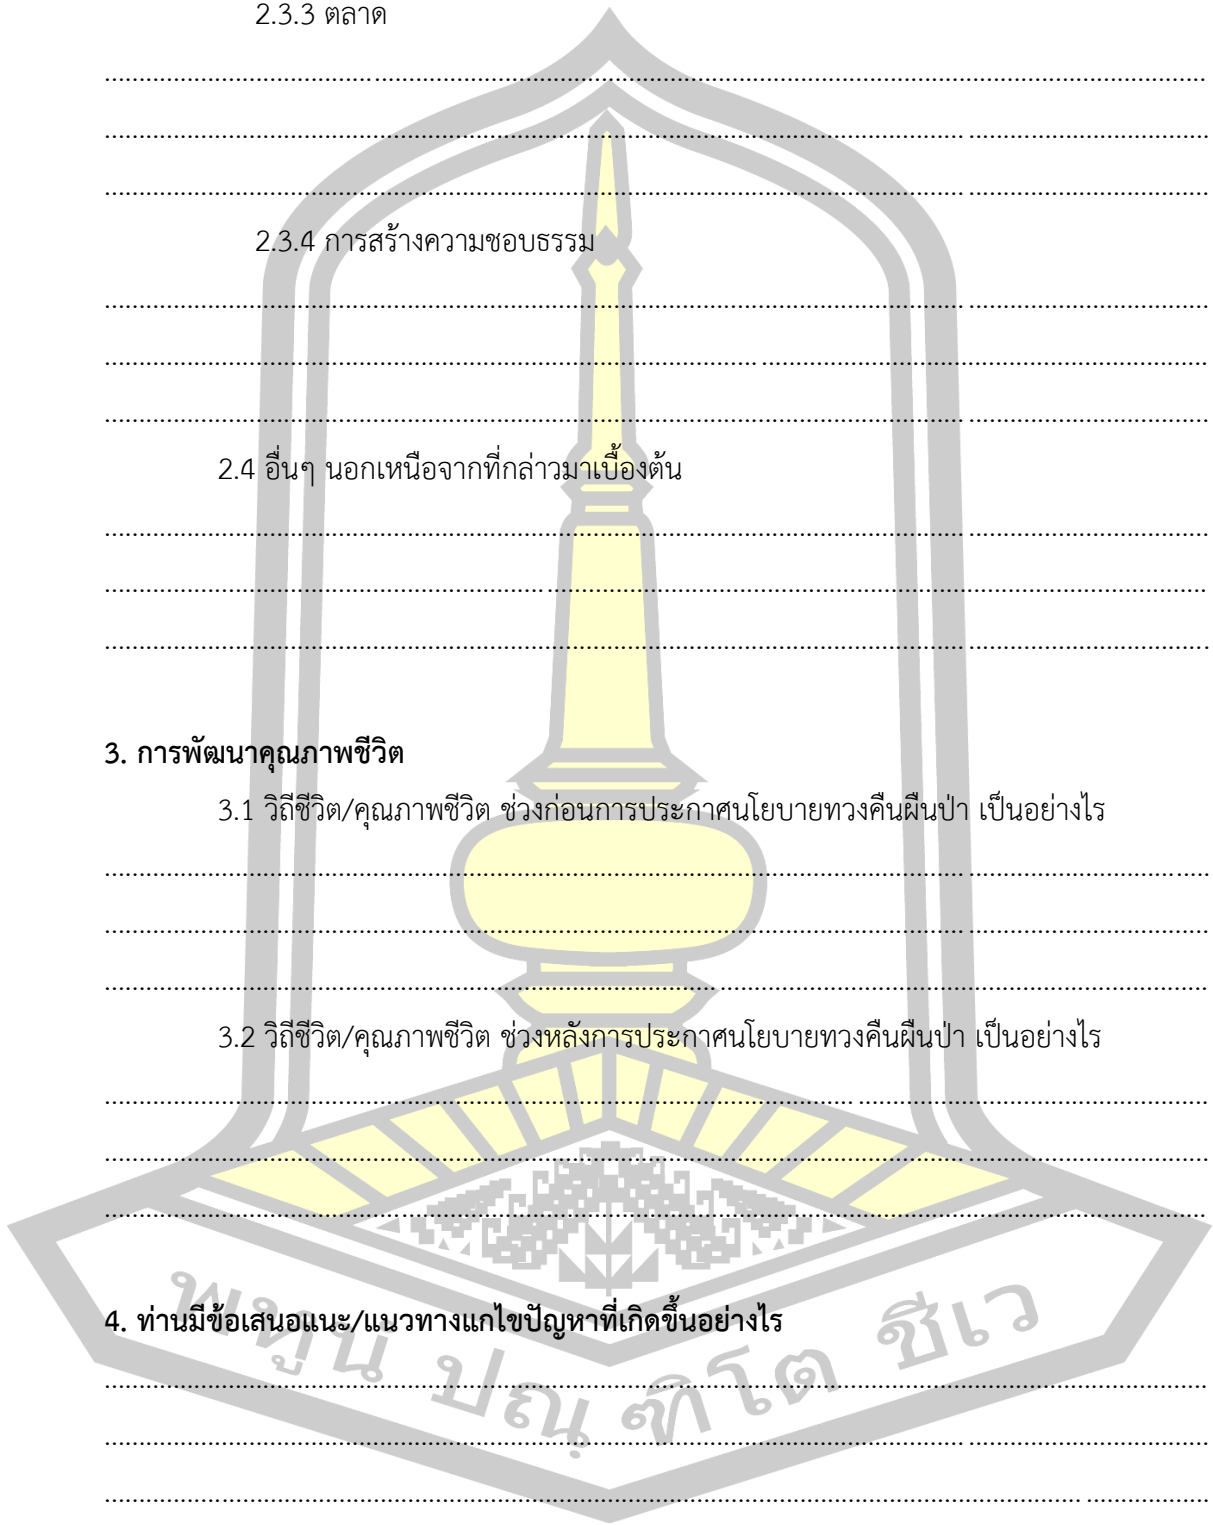 2.3.3 ตลาด
................................................................................
................................................................................
................................................................................
2.3.4 การสร้างความชอบธรรม
................................................................................
................................................................................
................................................................................
2.4 อื่นๆ นอกเหนือจากที่กล่าวมาเบื้องต้น
................................................................................
................................................................................
................................................................................
3. การพัฒนาคุณภาพชีวิต
3.1 วิถีชีวิต/คุณภาพชีวิต ช่วงก่อนการประกาศนโยบายทวงคืนผืนป่า เป็นอย่างไร
................................................................................
................................................................................
................................................................................
3.2 วิถีชีวิต/คุณภาพชีวิต ช่วงหลังการประกาศนโยบายทวงคืนผืนป่า เป็นอย่างไร
................................................................................
................................................................................
................................................................................
4. ท่านมีข้อเสนอแนะ/แนวทางแก้ไขปัญหาที่เกิดขึ้นอย่างไร
................................................................................
................................................................................
................................................................................
พหูน ปณฺ ฑิโต ชีเว